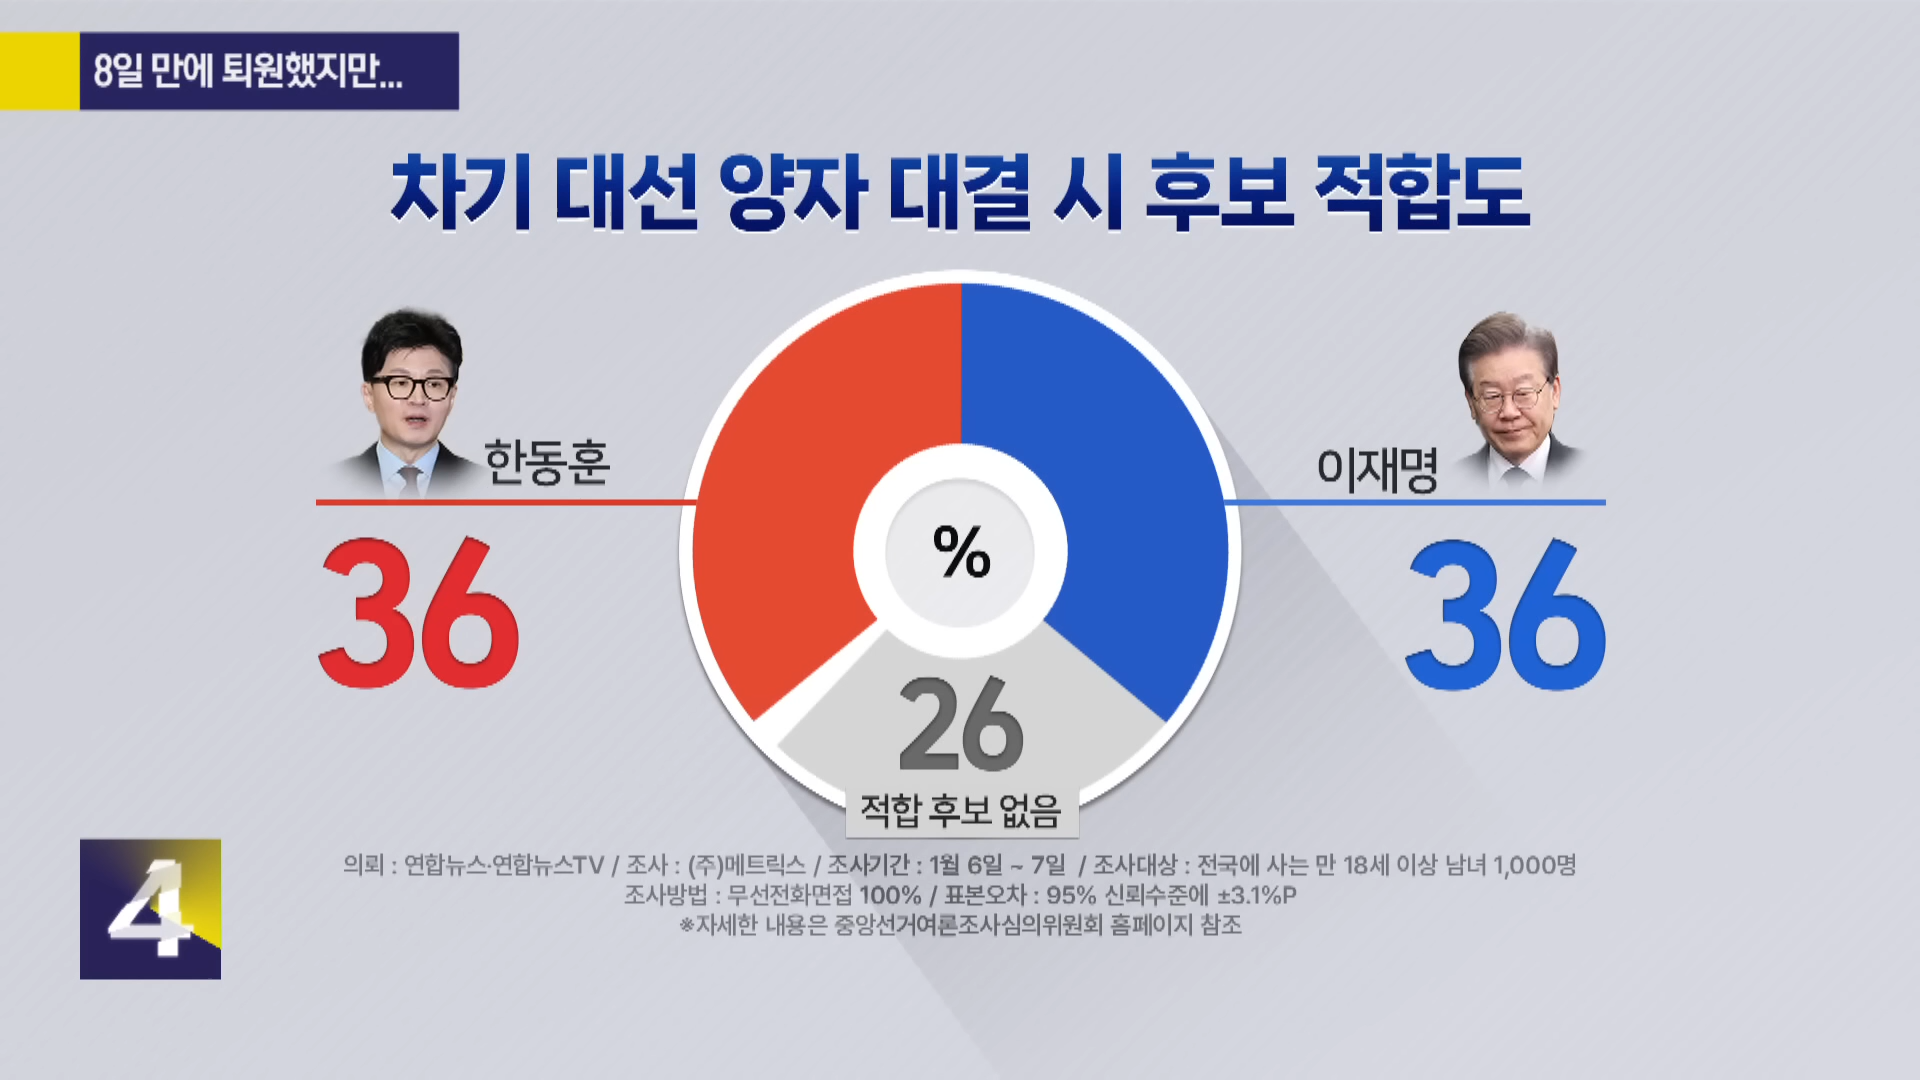 8일 만에 퇴원했지만...
차기 대선 양자 대결 시 후보 적합도
한동훈
이재명
%
36
36
26
적합 후보 없음
의뢰 : 연합뉴스·연합뉴스TV / 조사 : (주)메트릭스 / 조사기간 : 1월 6일 ~ 7일 / 조사대상 : 전국에 사는 만 18세 이상 남녀 1,000명
조사방법 : 무선전화면접 100% / 표본오차 : 95% 신뢰수준에 ±3.1%P
※자세한 내용은 중앙선거여론조사심의위원회 홈페이지 참조
4